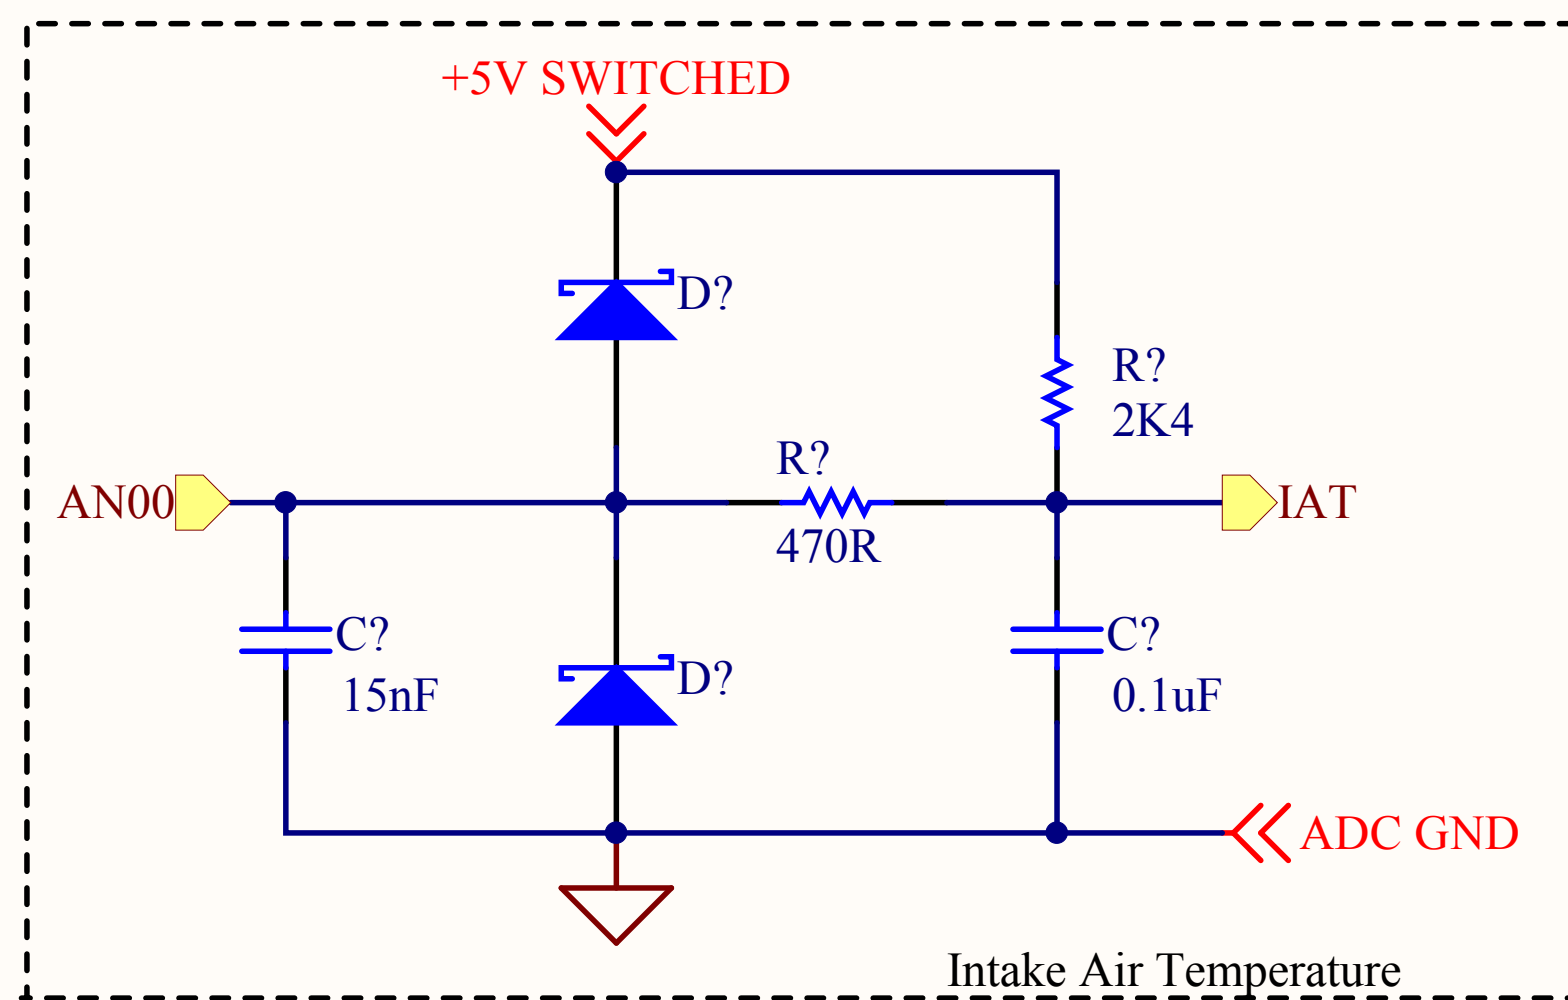 +5V SWITCHED
D?
R?
2K4
R?
AN00
IAT
470R
C?
C?
D?
15nF
0.1uF
ADC GND
Intake Air Temperature